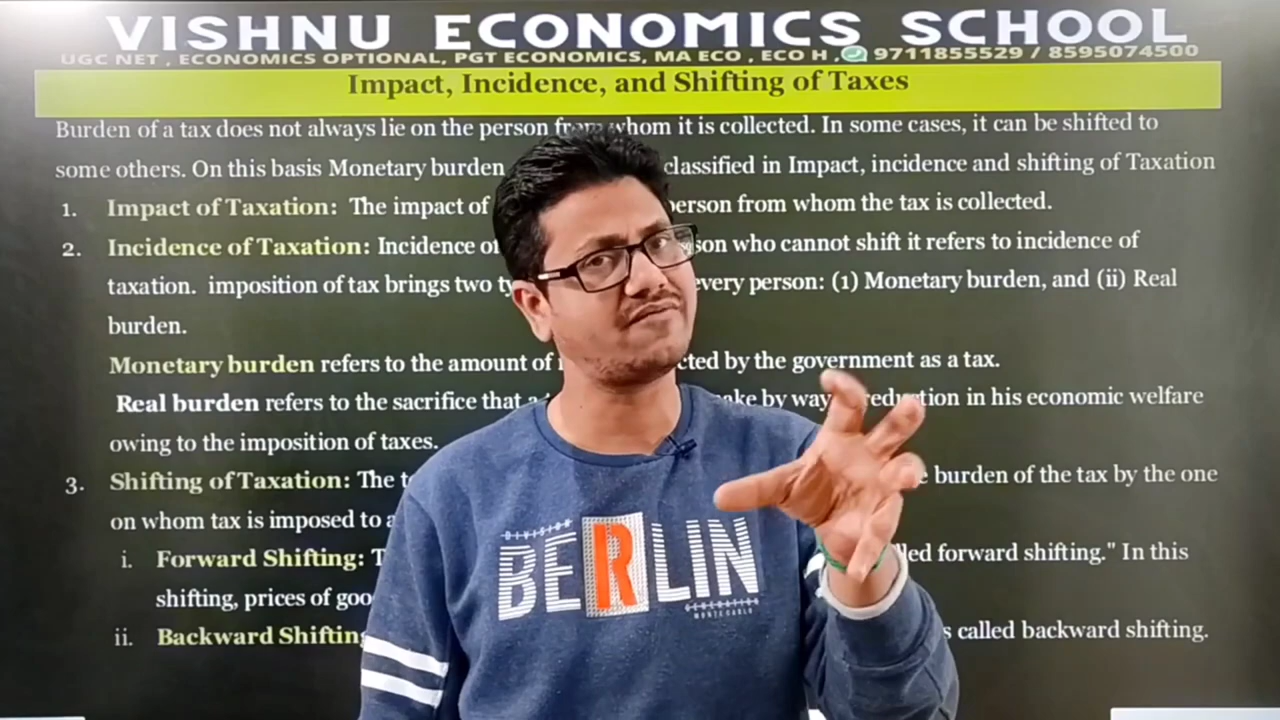 VISHNU ECONOMICS SCHOOL
UGC NET , ECONOMICS OPTIONAL, PGT ECONOMICS, MA ECO , ECO H , 9711855529 / 8595074500
Impact, Incidence, and Shifting of Taxes
Burden of a tax does not always lie on the person from whom it is collected. In some cases, it can be shifted to
some others. On this basis Monetary burden classified in Impact, incidence and shifting of Taxation
1. Impact of Taxation: The impact of person from whom the tax is collected.
2. Incidence of Taxation: Incidence of son who cannot shift it refers to incidence of
taxation. imposition of tax brings two ty every person: (1) Monetary burden, and (ii) Real
burden.
Monetary burden refers to the amount of cted by the government as a tax.
Real burden refers to the sacrifice that a ake by way reduction in his economic welfare
owing to the imposition of taxes.
3. Shifting of Taxation: The burden of the tax by the one
on whom tax is imposed to a
i. Forward Shifting: lled forward shifting." In this
shifting, prices of goo
ii. Backward Shifting s called backward shifting.
DIVISION
BERLIN
GENERATION
MONTE CARLO